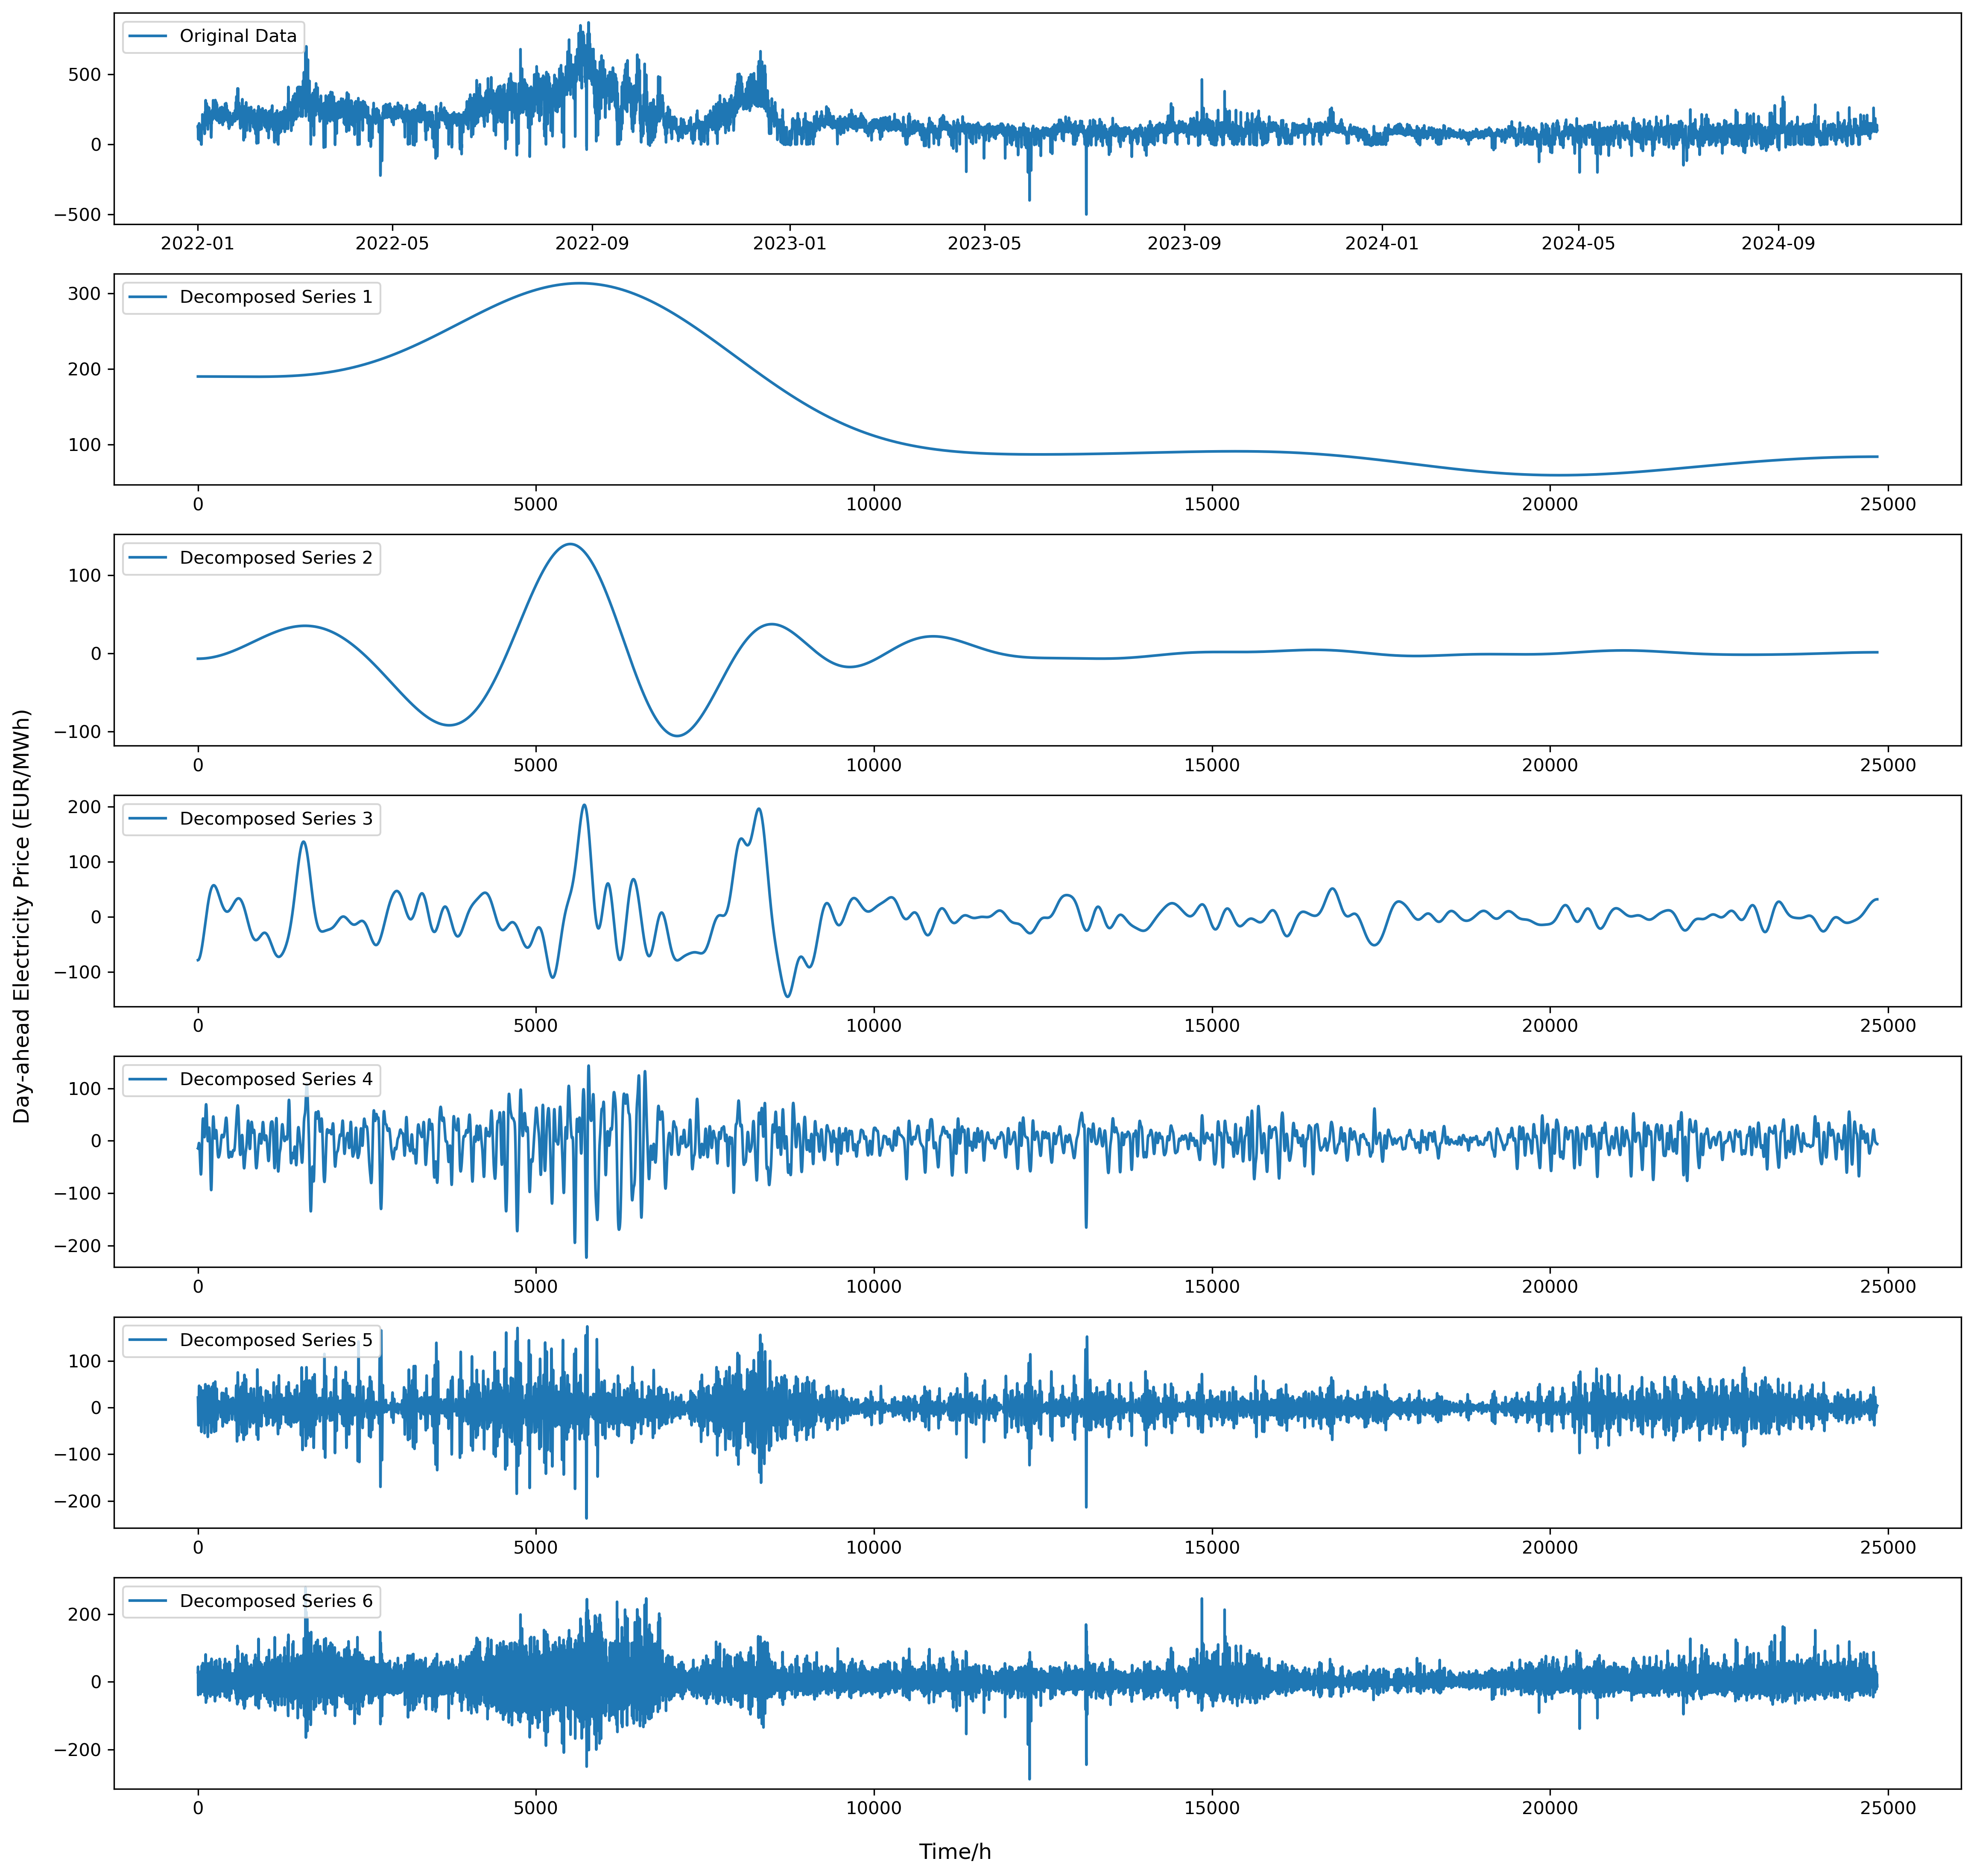 Original Data
500
0
−500
2022-01 2022-05 2022-09 2023-01 2023-05 2023-09 2024-01 2024-05 2024-09
Decomposed Series 1
300
200
100
0 5000 10000 15000 20000 25000
Decomposed Series 2
100
0
−100
0 5000 10000 15000 20000 25000
Day-ahead Electricity Price (EUR/MWh)
Decomposed Series 3
200
100
0
−100
0 5000 10000 15000 20000 25000
Decomposed Series 4
100
0
−100
−200
0 5000 10000 15000 20000 25000
Decomposed Series 5
100
0
−100
−200
0 5000 10000 15000 20000 25000
Decomposed Series 6
200
0
−200
0 5000 10000 15000 20000 25000
Time/h